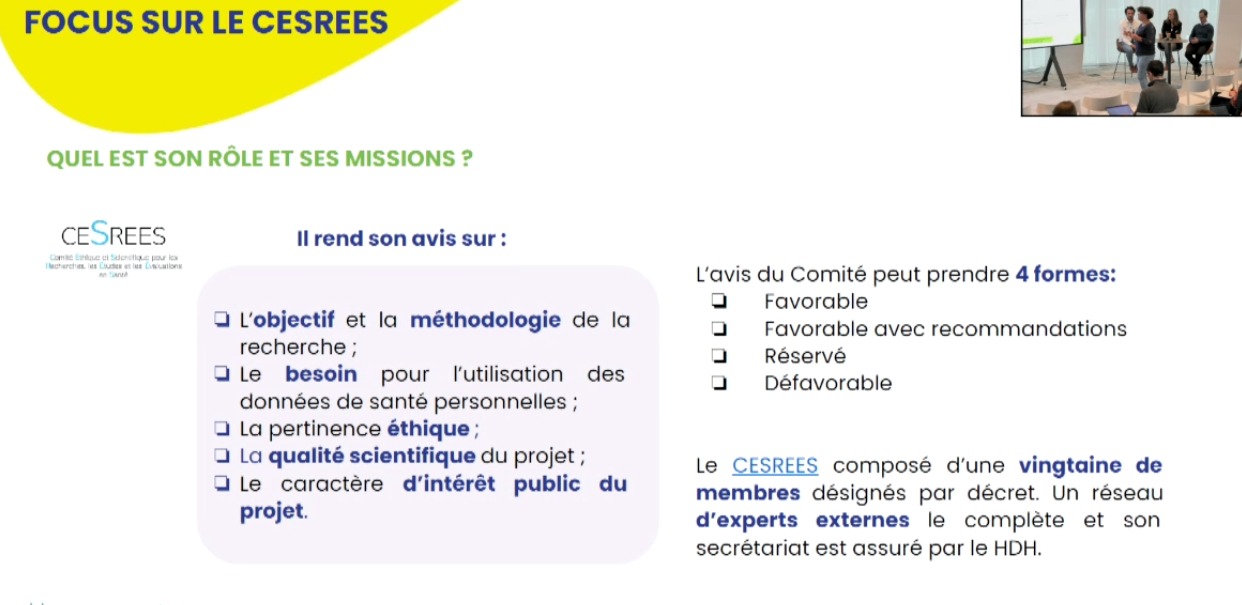 FOCUS SUR LE CESREES
QUEL EST SON RÔLE ET SES MISSIONS ?
CESREES
Comité Ethique et Scientifique pour les
Recherches, les Études et les Évaluations
en Santé
Il rend son avis sur :
❏ L'objectif et la méthodologie de la
recherche ;
❏ Le besoin pour l'utilisation des
données de santé personnelles ;
❏ La pertinence éthique ;
❏ La qualité scientifique du projet ;
❏ Le caractère d'intérêt public du
projet.
L'avis du Comité peut prendre 4 formes:
❏ Favorable
❏ Favorable avec recommandations
❏ Réservé
❏ Défavorable
Le CESREES composé d'une vingtaine de
membres désignés par décret. Un réseau
d'experts externes le complète et son
secrétariat est assuré par le HDH.